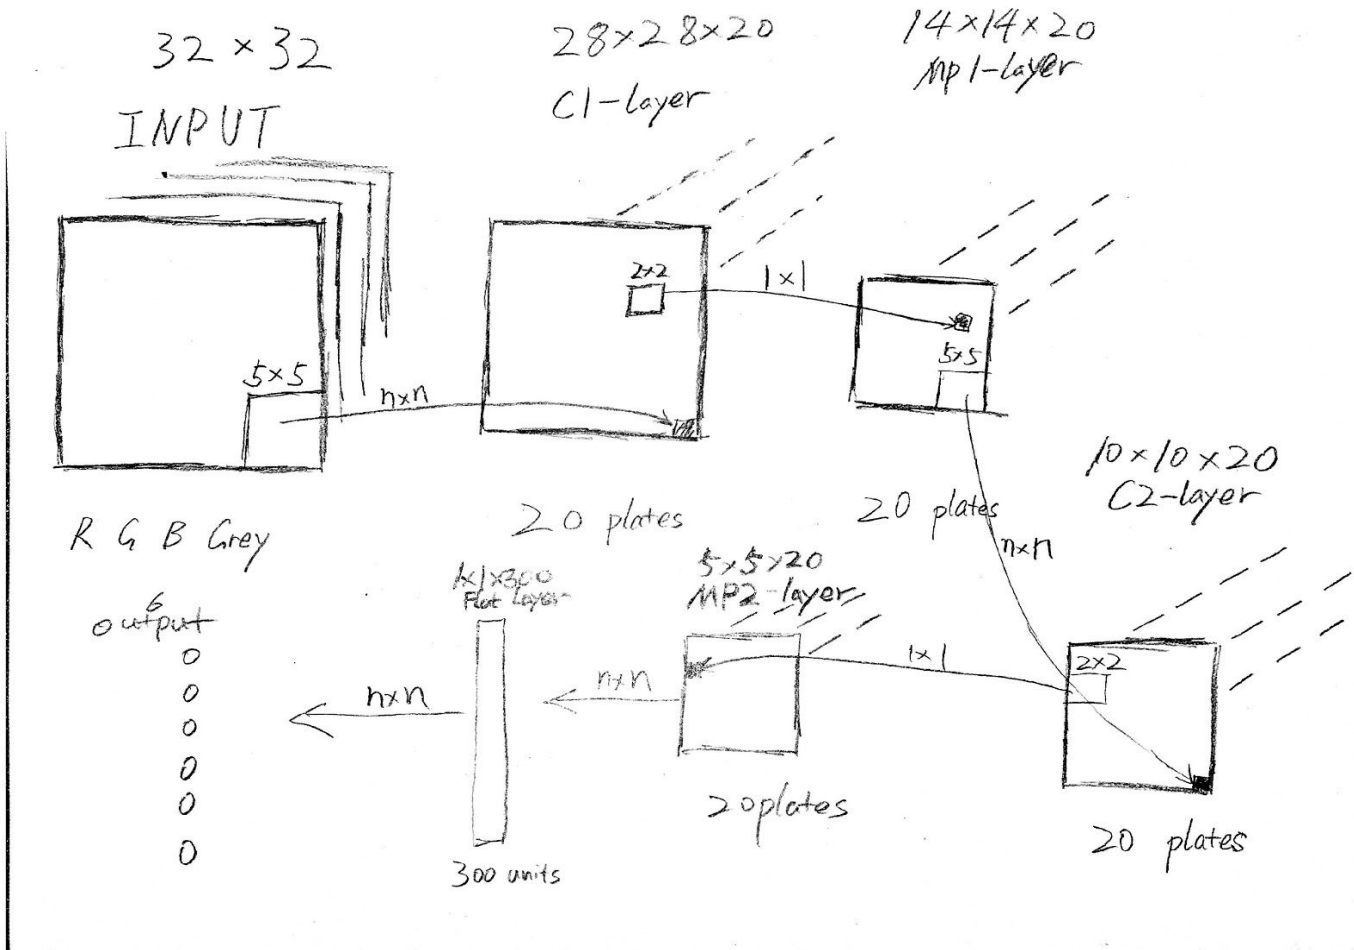 32 × 32
INPUT
5×5
n×n
R G B Grey
28×28×20
C1-layer
2×2
1×1
20 plates
14×14×20
MP1-layer
5×5
20 plates
n×n
10×10×20
C2-layer
2×2
20 plates
1×1
5×5×20
MP2-layer
20plates
n×n
1×1×300
Flat Layer
300 units
n×n
6
output